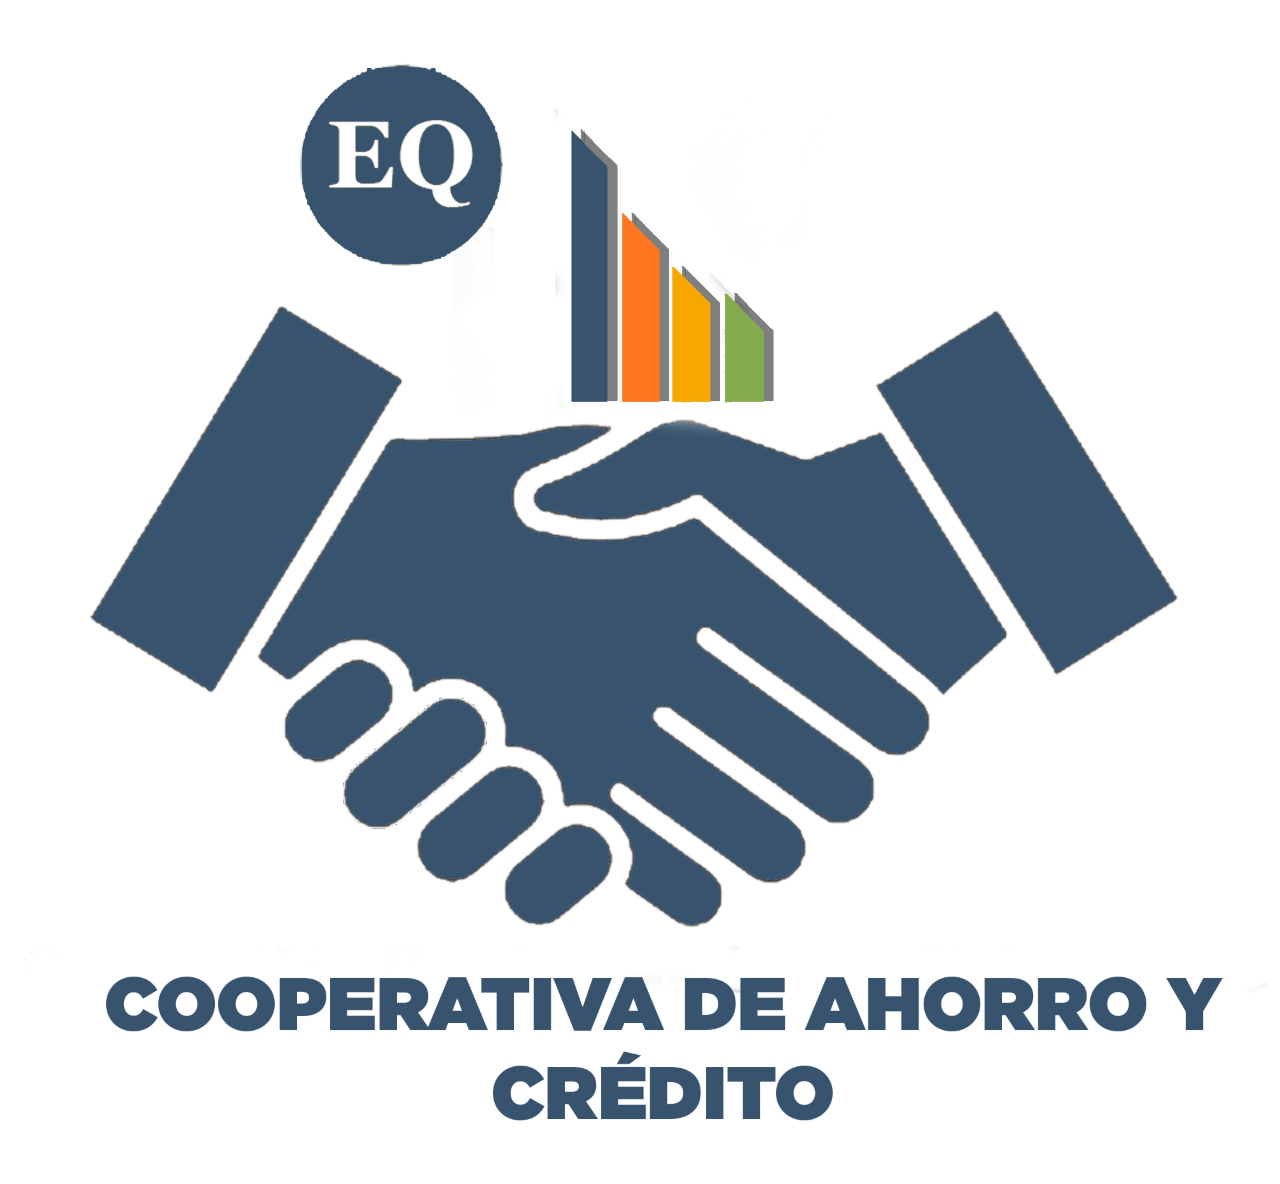 EQ
COOPERATIVA DE AHORRO Y
CRÉDITO